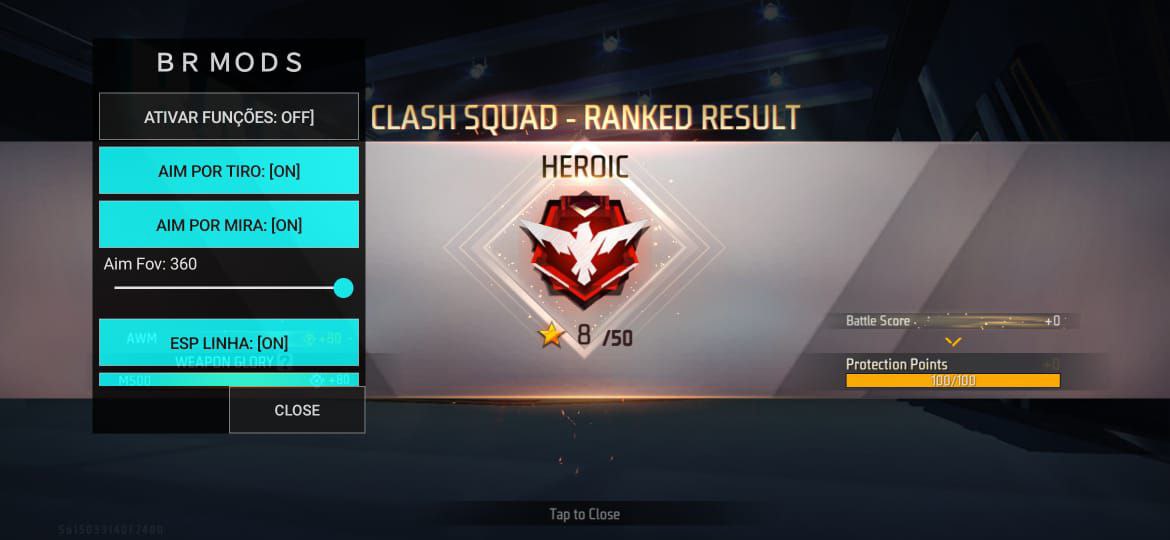 BR MODS
ATIVAR FUNÇÕES: OFF]
AIM POR TIRO: [ON]
AIM POR MIRA: [ON]
Aim Fov: 360
AWM
ESP LINHA: [ON]
+80
WEAPON GLORY
M500
+80
CLOSE
CLASH SQUAD - RANKED RESULT
HEROIC
8 /50
Battle Score
+0
Protection Points
+0
100/100
Tap to Close